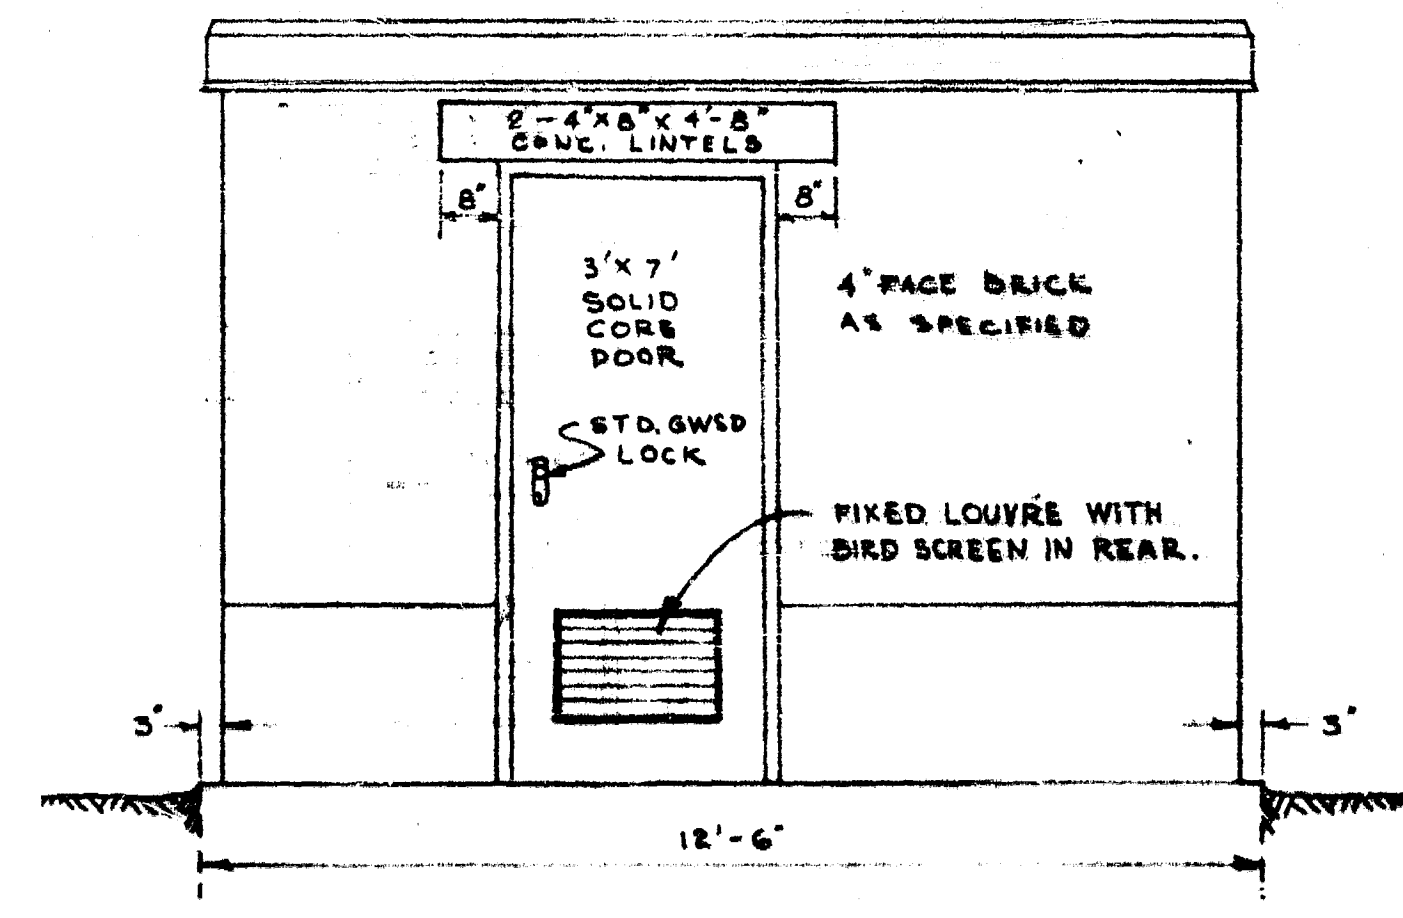 2 - 4" x 8" x 4'- 8"
CONC. LINTELS
8"
8"
3' x 7'
SOLID
CORE
DOOR
4" FACE BRICK
AS SPECIFIED
STD. GWSD
LOCK
FIXED LOUVRE WITH
BIRD SCREEN IN REAR.
3"
3"
12'- 6"